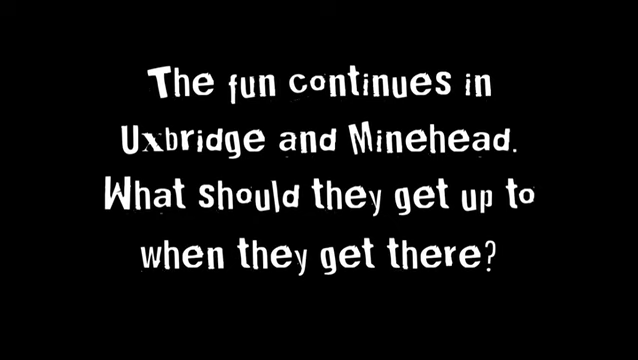 The fun continues in
Uxbridge and Minehead.
What should they get up to
when they get there?